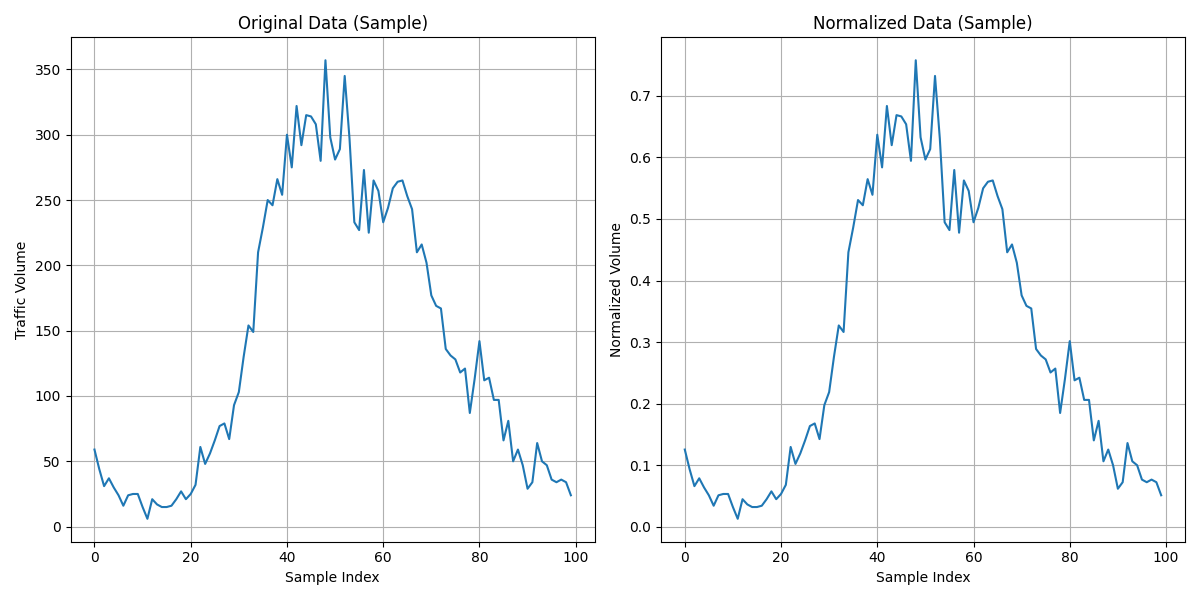 Original Data (Sample)
Traffic Volume
350
300
250
200
150
100
50
0
0 20 40 60 80 100
Sample Index
Normalized Data (Sample)
Normalized Volume
0.7
0.6
0.5
0.4
0.3
0.2
0.1
0.0
0 20 40 60 80 100
Sample Index